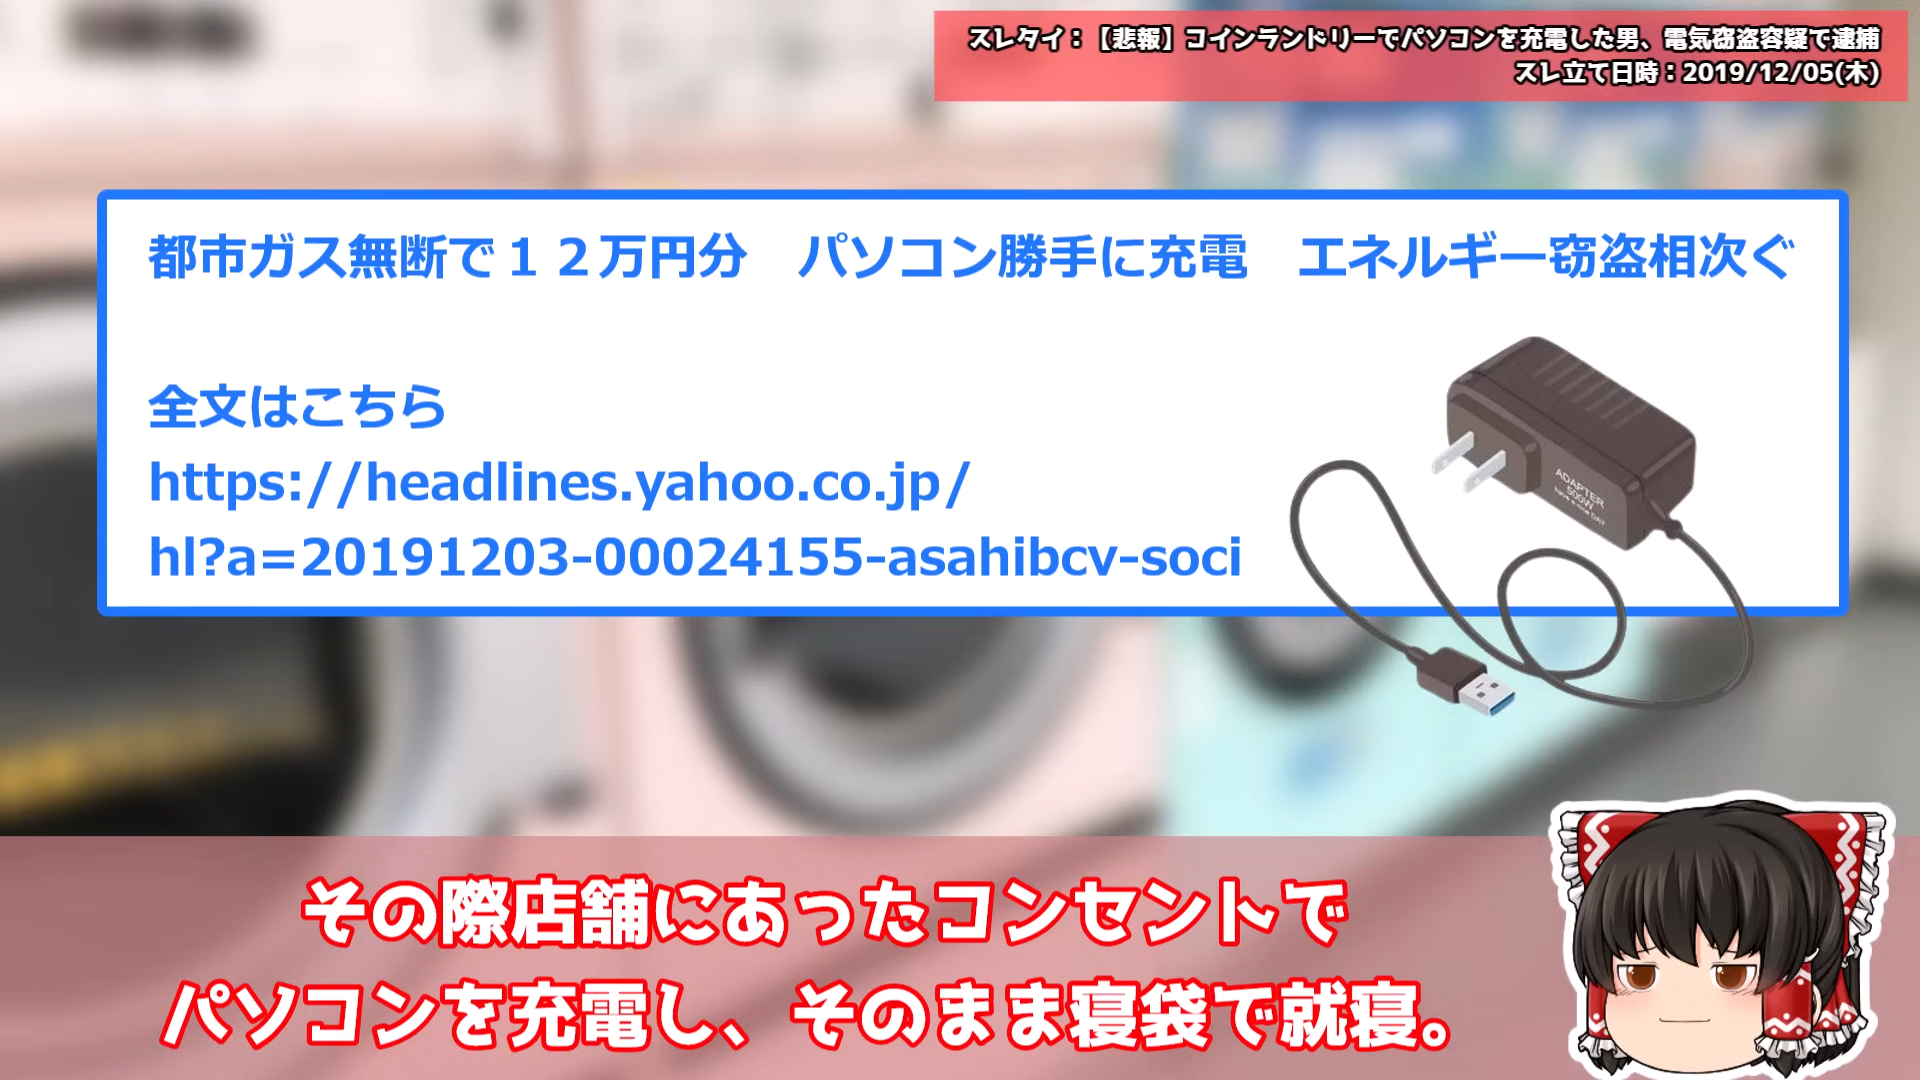 スレタイ：【悲報】コインランドリーでパソコンを充電した男、電気窃盗容疑で逮捕
スレ立て日時：2019/12/05(木)
都市ガス無断で１２万円分　パソコン勝手に充電　エネルギー窃盗相次ぐ
全文はこちら
https://headlines.yahoo.co.jp/
hl?a=20191203-00024155-asahibcv-soci
ADAPTER
500W
その際店舗にあったコンセントで
パソコンを充電し、そのまま寝袋で就寝。